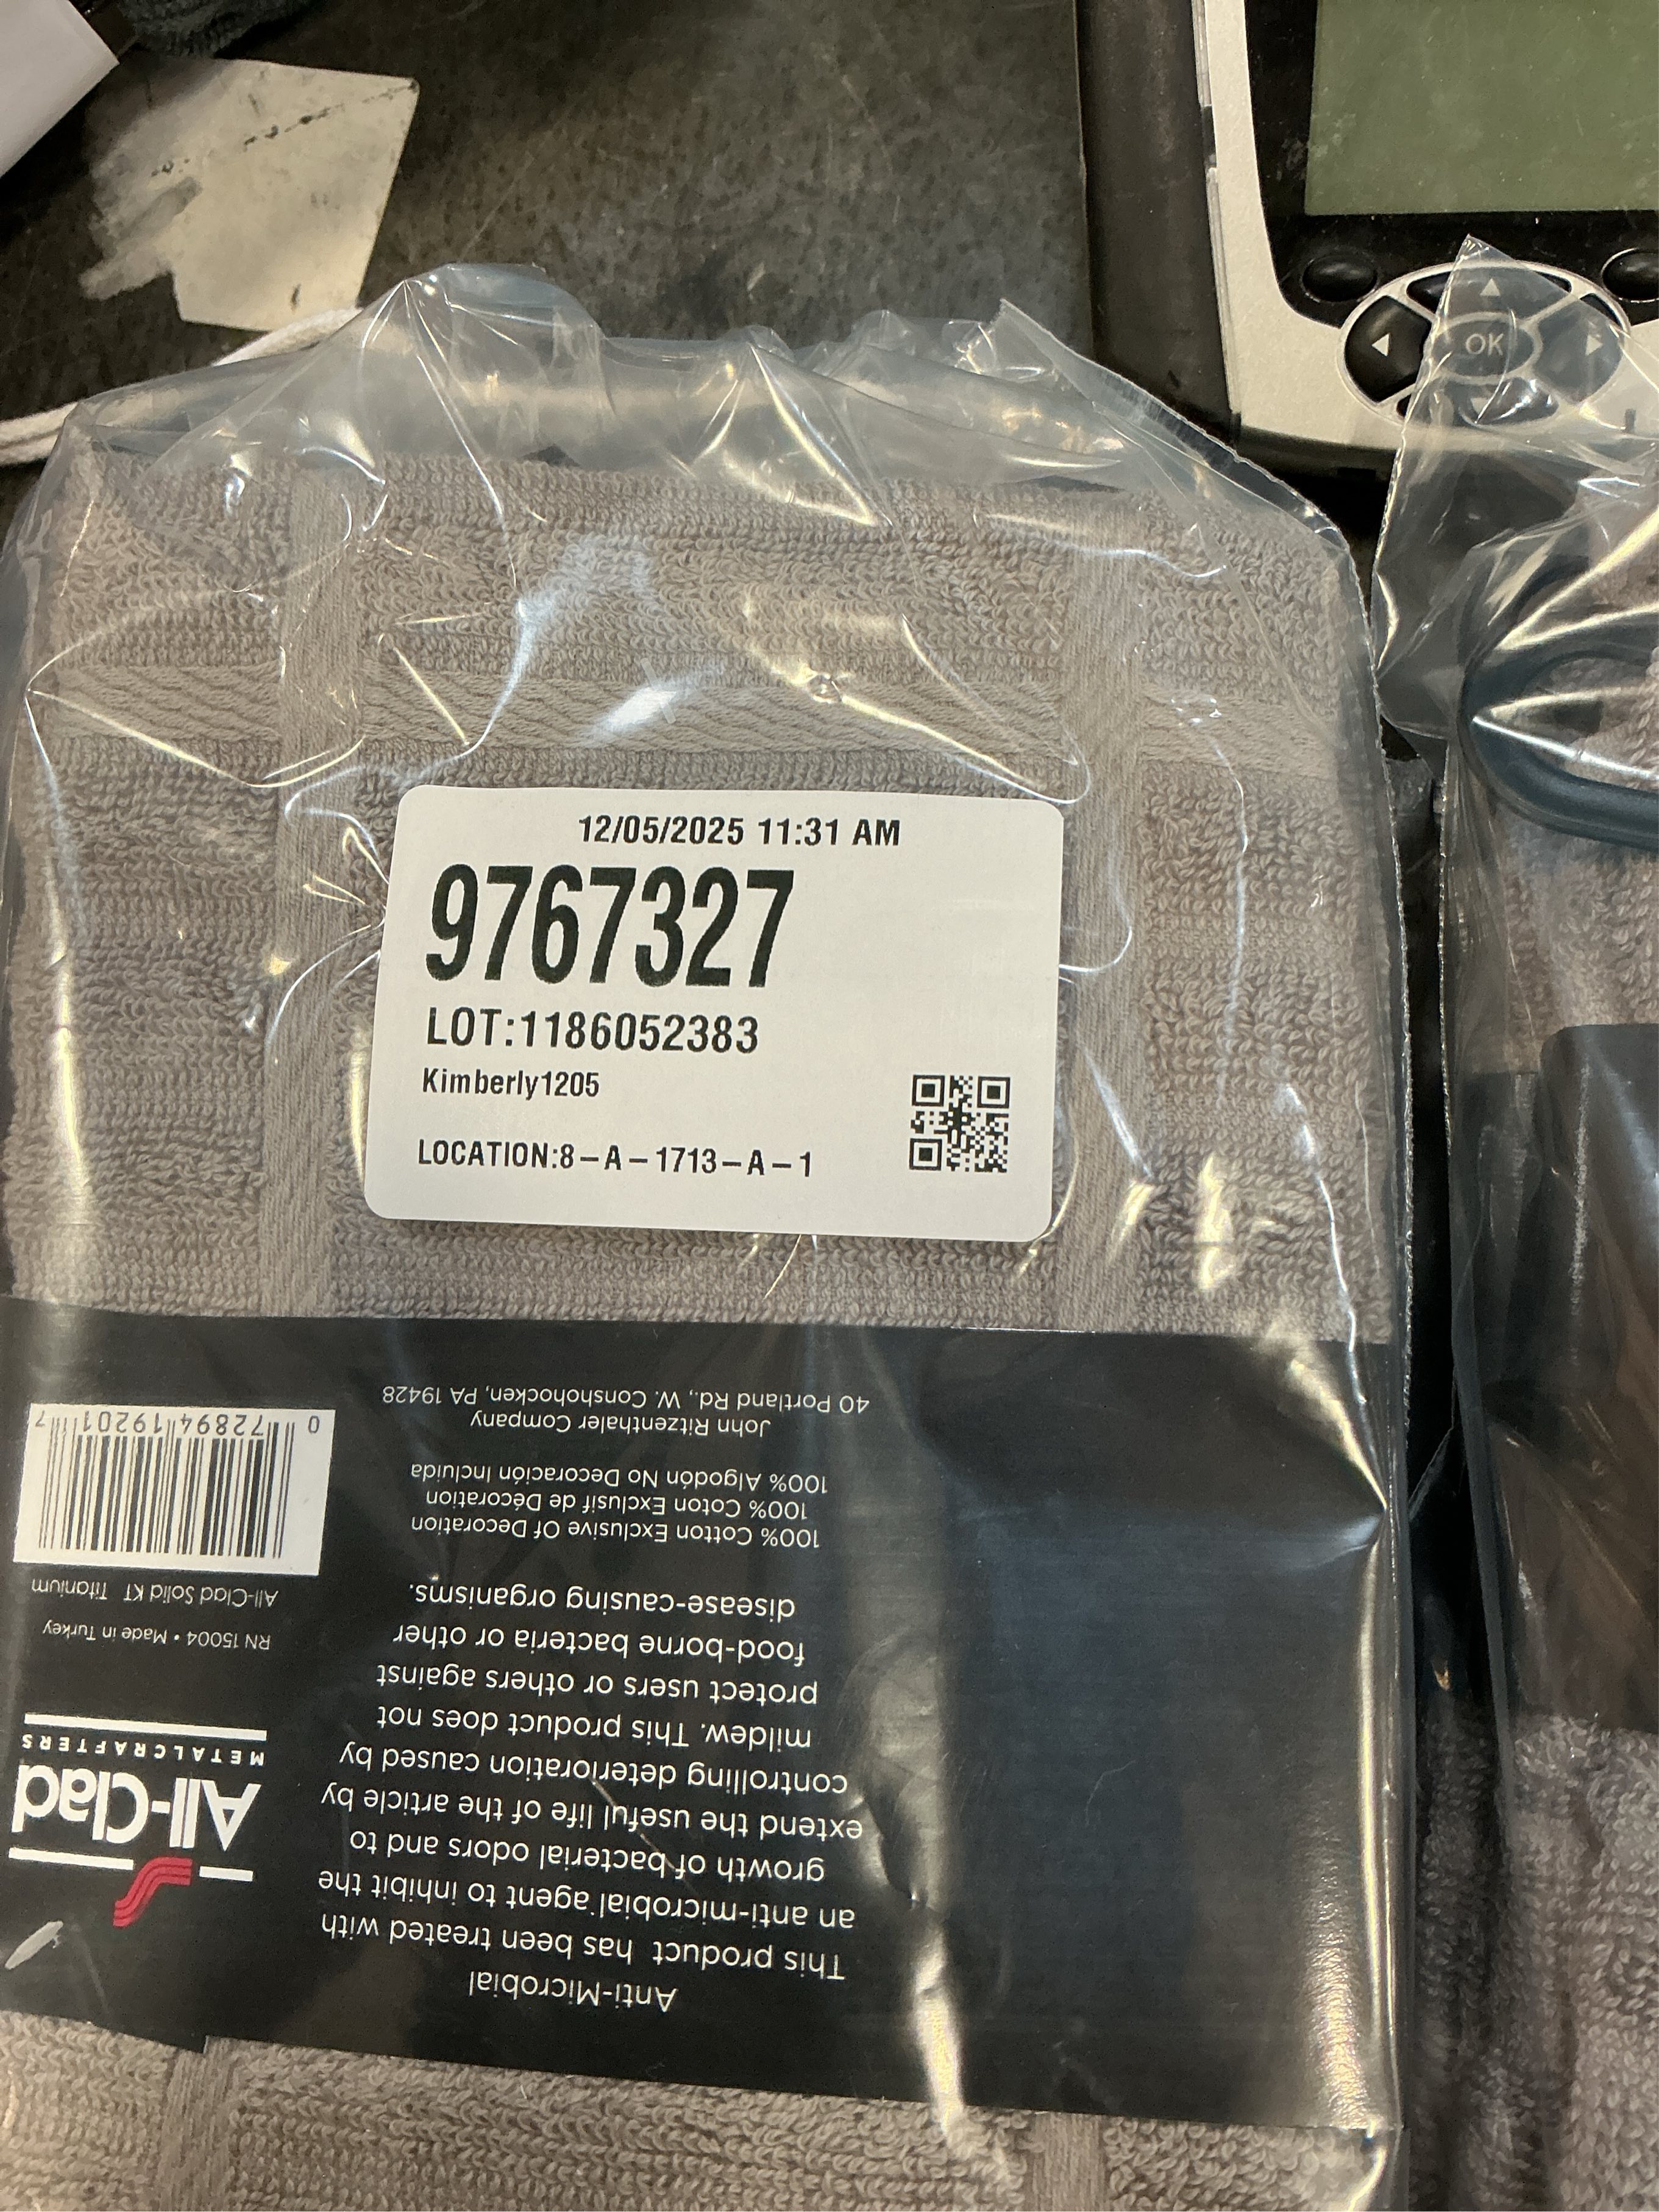 OK
12/05/2025 11:31 AM
9767327
LOT:1186052383
Kimberly1205
LOCATION:8-A-1713-A-1
Anti-Microbial
This product has been treated with
an anti-microbial agent to inhibit the
growth of bacterial odors and to
extend the useful life of the article by
controlling deterioration caused by
mildew. This product does not
protect users or others against
food-borne bacteria or other
disease-causing organisms.
100% Cotton Exclusive Of Decoration
100% Coton Exclusif de Décoration
100% Algodón No Decoración Incluida
John Ritzenthaler Company
40 Portland Rd., W. Conshohocken, PA 19428
All-Clad
METALCRAFTERS
RN 15004 • Made in Turkey
All-Clad Solid KT Titanium
0 72894 19201 7